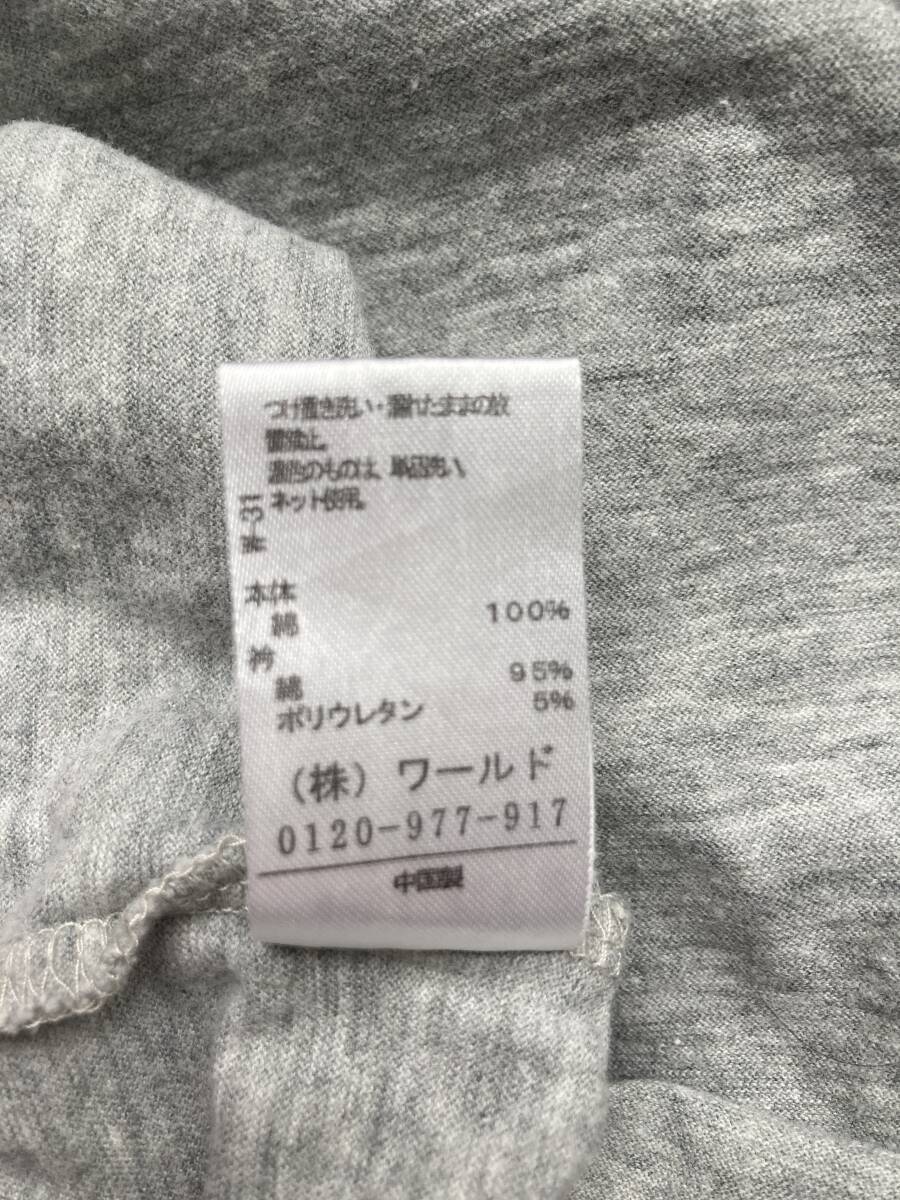 つけ置き洗い・濡れたままの放
置禁止。
濃色のものは、単品洗い、
ネット使用。
W-31
本体
綿 100%
衿
綿 95%
ポリウレタン 5%
(株) ワールド
0120-977-917
中国製